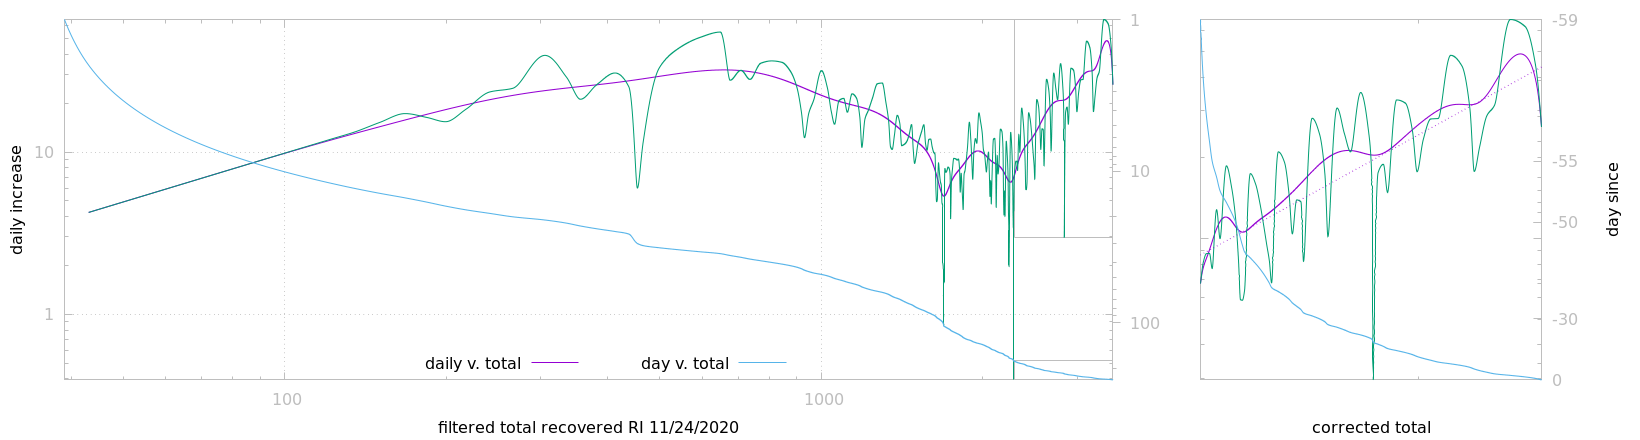 daily increase
10
1
daily v. total
day v. total
100
1000
filtered total recovered RI 11/24/2020
1
10
100
-59
-55
-50
-30
0
day since
corrected total